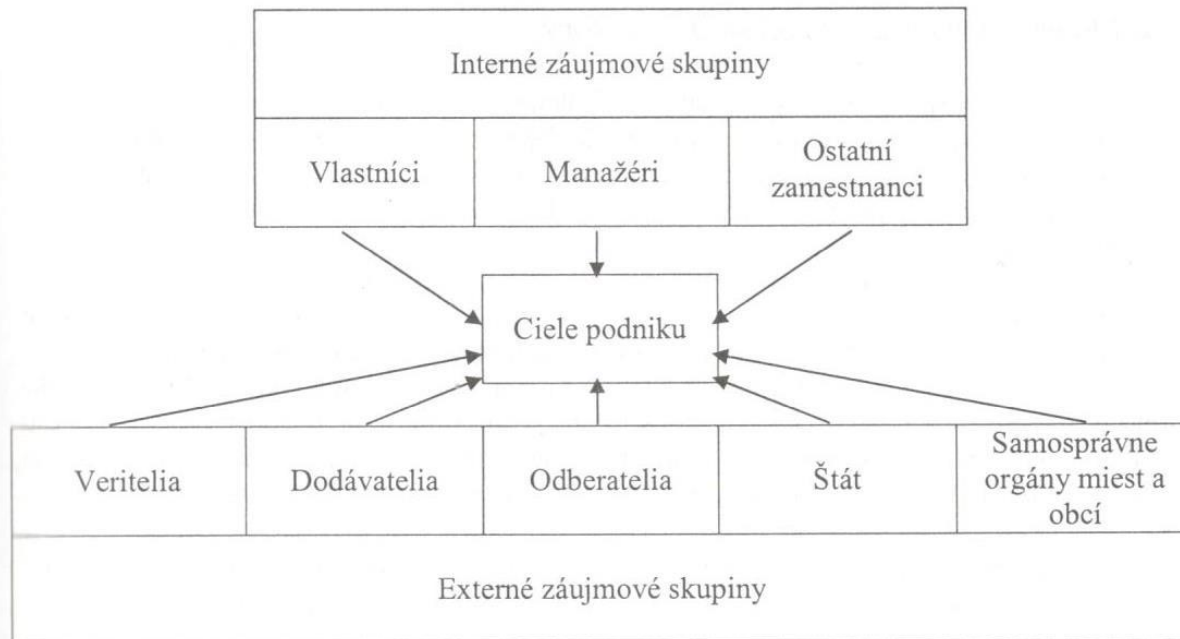 Interné záujmové skupiny
Vlastníci
Manažéri
Ostatní
zamestnanci
Ciele podniku
Veritelia
Dodávatelia
Odberatelia
Štát
Samosprávne
orgány miest a
obcí
Externé záujmové skupiny